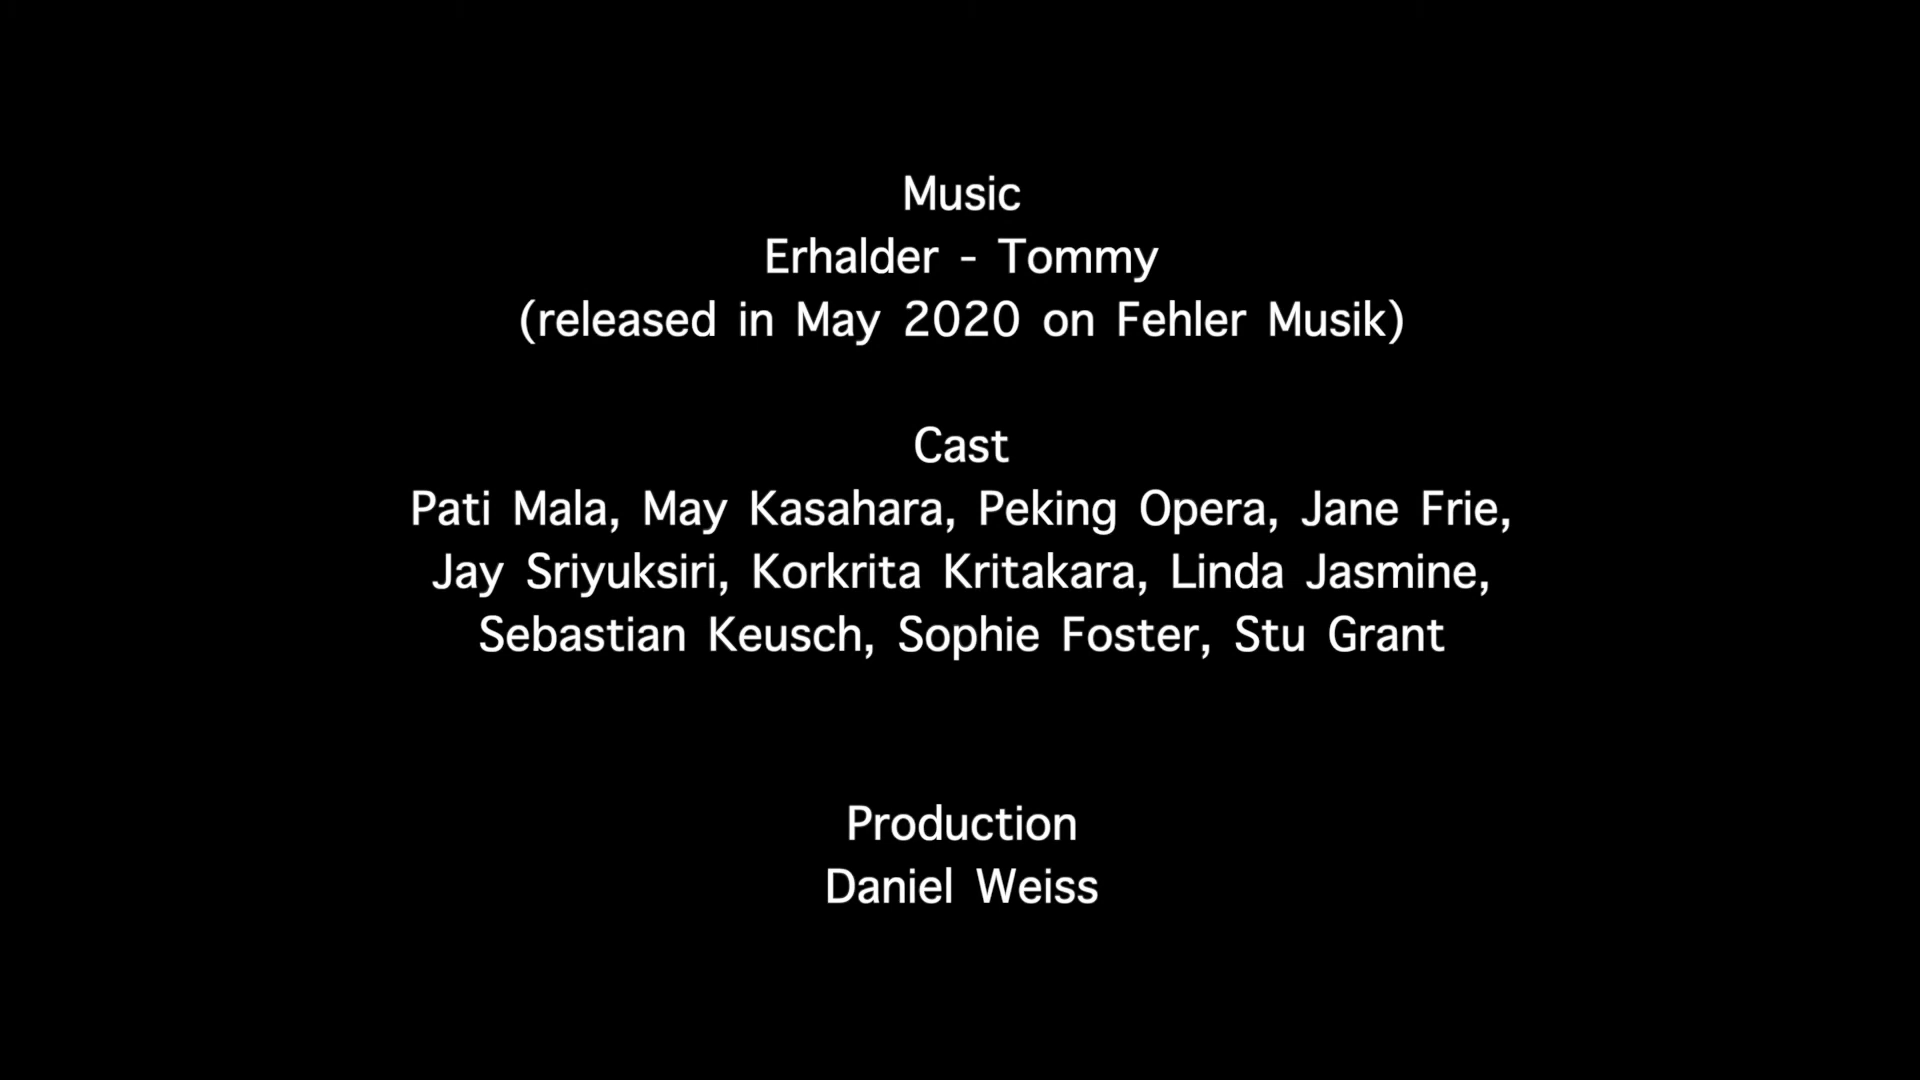 Music
Erhalder - Tommy
(released in May 2020 on Fehler Musik)
Cast
Pati Mala, May Kasahara, Peking Opera, Jane Frie,
Jay Sriyuksiri, Korkrita Kritakara, Linda Jasmine,
Sebastian Keusch, Sophie Foster, Stu Grant
Production
Daniel Weiss